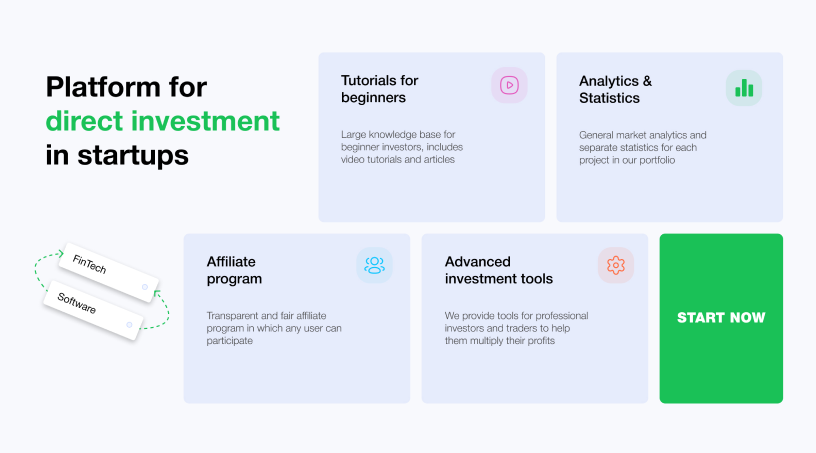 Platform for
direct investment
in startups
Tutorials for
beginners
Large knowledge base for
beginner investors, includes
video tutorials and articles
Analytics &
Statistics
General market analytics and
separate statistics for each
project in our portfolio
FinTech
Software
Affiliate
program
Transparent and fair affiliate
program in which any user can
participate
Advanced
investment tools
We provide tools for professional
investors and traders to help
them multiply their profits
START NOW